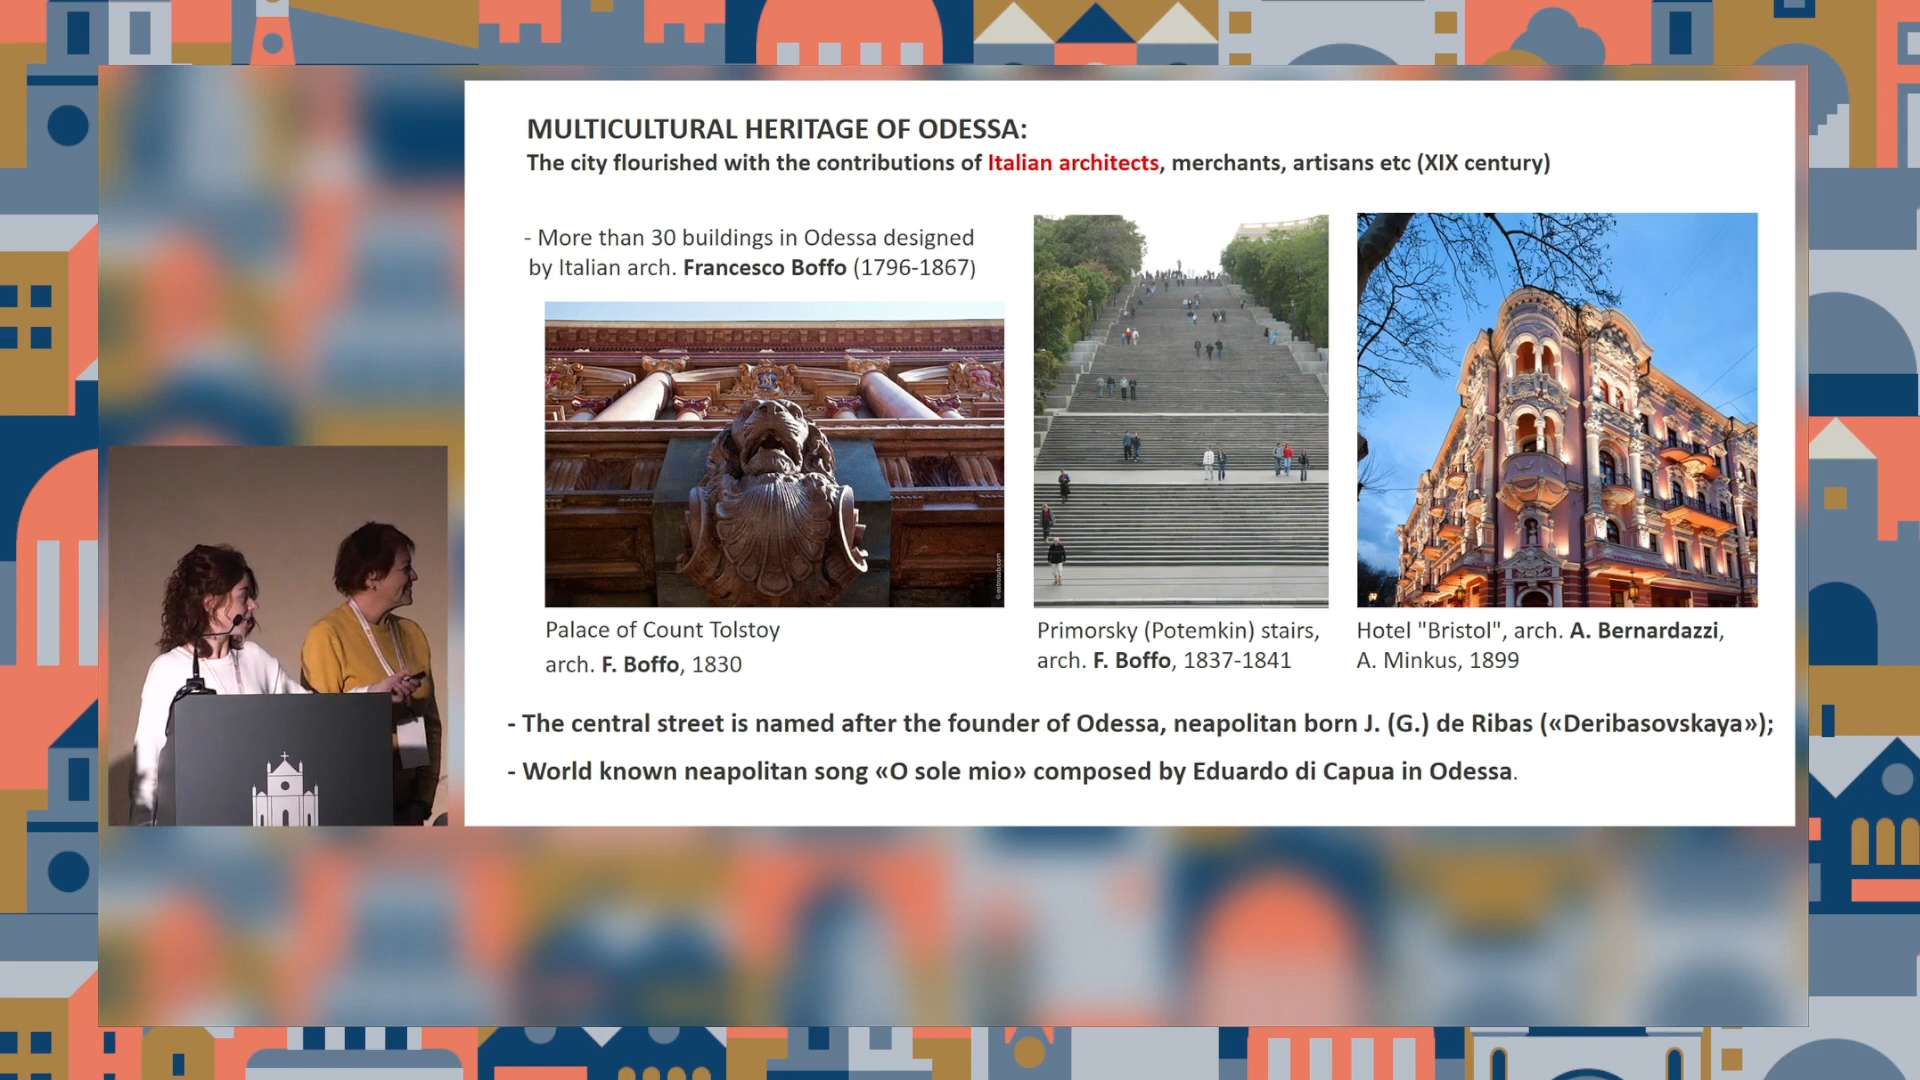 MULTICULTURAL HERITAGE OF ODESSA:
The city flourished with the contributions of Italian architects, merchants, artisans etc (XIX century)
- More than 30 buildings in Odessa designed
by Italian arch. Francesco Boffo (1796-1867)
Palace of Count Tolstoy
arch. F. Boffo, 1830
Primorsky (Potemkin) stairs,
arch. F. Boffo, 1837-1841
Hotel "Bristol", arch. A. Bernardazzi,
A. Minkus, 1899
- The central street is named after the founder of Odessa, neapolitan born J. (G.) de Ribas («Deribasovskaya»);
- World known neapolitan song «O sole mio» composed by Eduardo di Capua in Odessa.